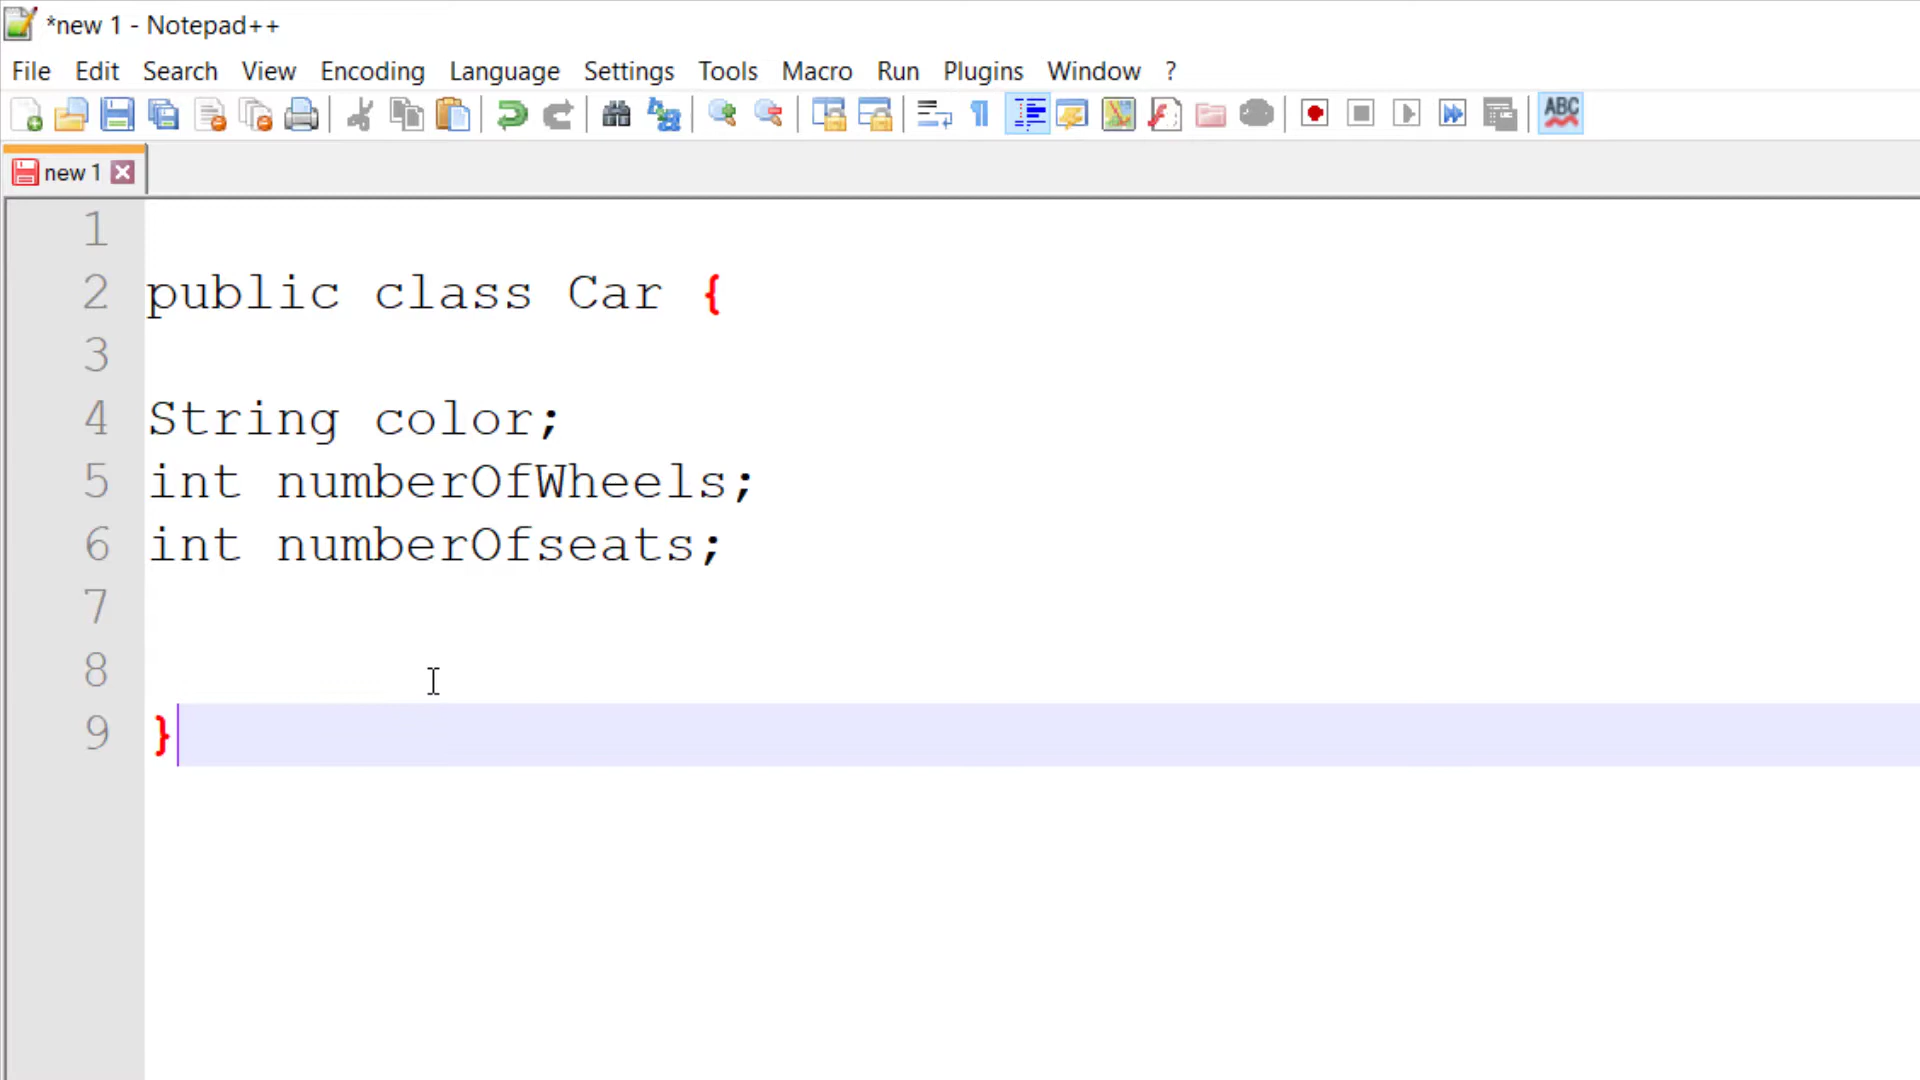 *new 1 - Notepad++
File Edit Search View Encoding Language Settings Tools Macro Run Plugins Window ?
ABC
new 1
1
2 public class Car {
3
4 String color;
5 int numberOfWheels;
6 int numberOfseats;
7
8
9 }